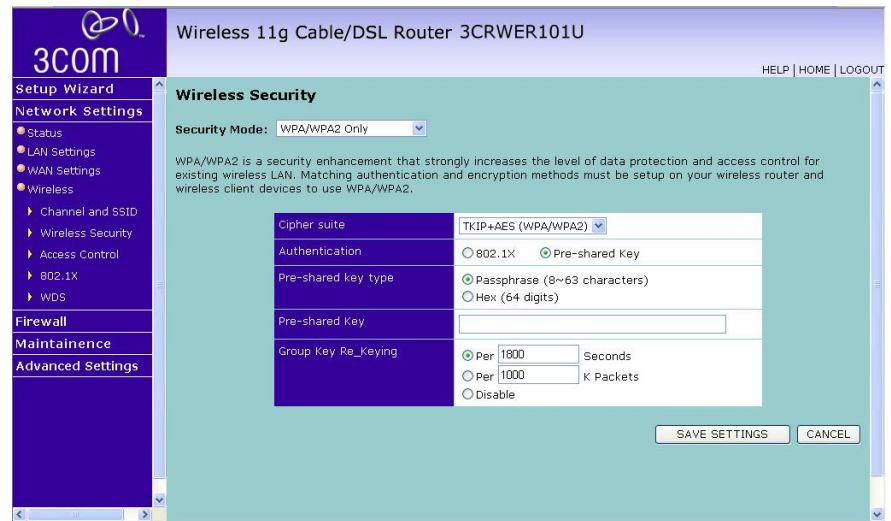 3COM
Wireless 11g Cable/DSL Router 3CRWER101U
HELP | HOME | LOGOUT
Setup Wizard
Network Settings
Status
LAN Settings
WAN Settings
Wireless
Channel and SSID
Wireless Security
Access Control
802.1X
WDS
Firewall
Maintainence
Advanced Settings
Wireless Security
Security Mode: WPA/WPA2 Only
WPA/WPA2 is a security enhancement that strongly increases the level of data protection and access control for
existing wireless LAN. Matching authentication and encryption methods must be setup on your wireless router and
wireless client devices to use WPA/WPA2.
Cipher suite TKIP+AES (WPA/WPA2)
Authentication 802.1X Pre-shared Key
Pre-shared key type Passphrase (8~63 characters)
Hex (64 digits)
Pre-shared Key
Group Key Re_Keying Per 1800 Seconds
Per 1000 K Packets
Disable
SAVE SETTINGS CANCEL